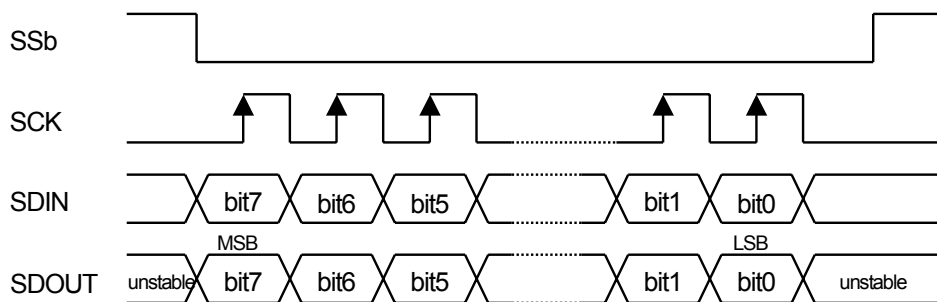 SSb
SCK
SDIN bit7 bit6 bit5 bit1 bit0
MSB LSB
SDOUT unstable bit7 bit6 bit5 bit1 bit0 unstable